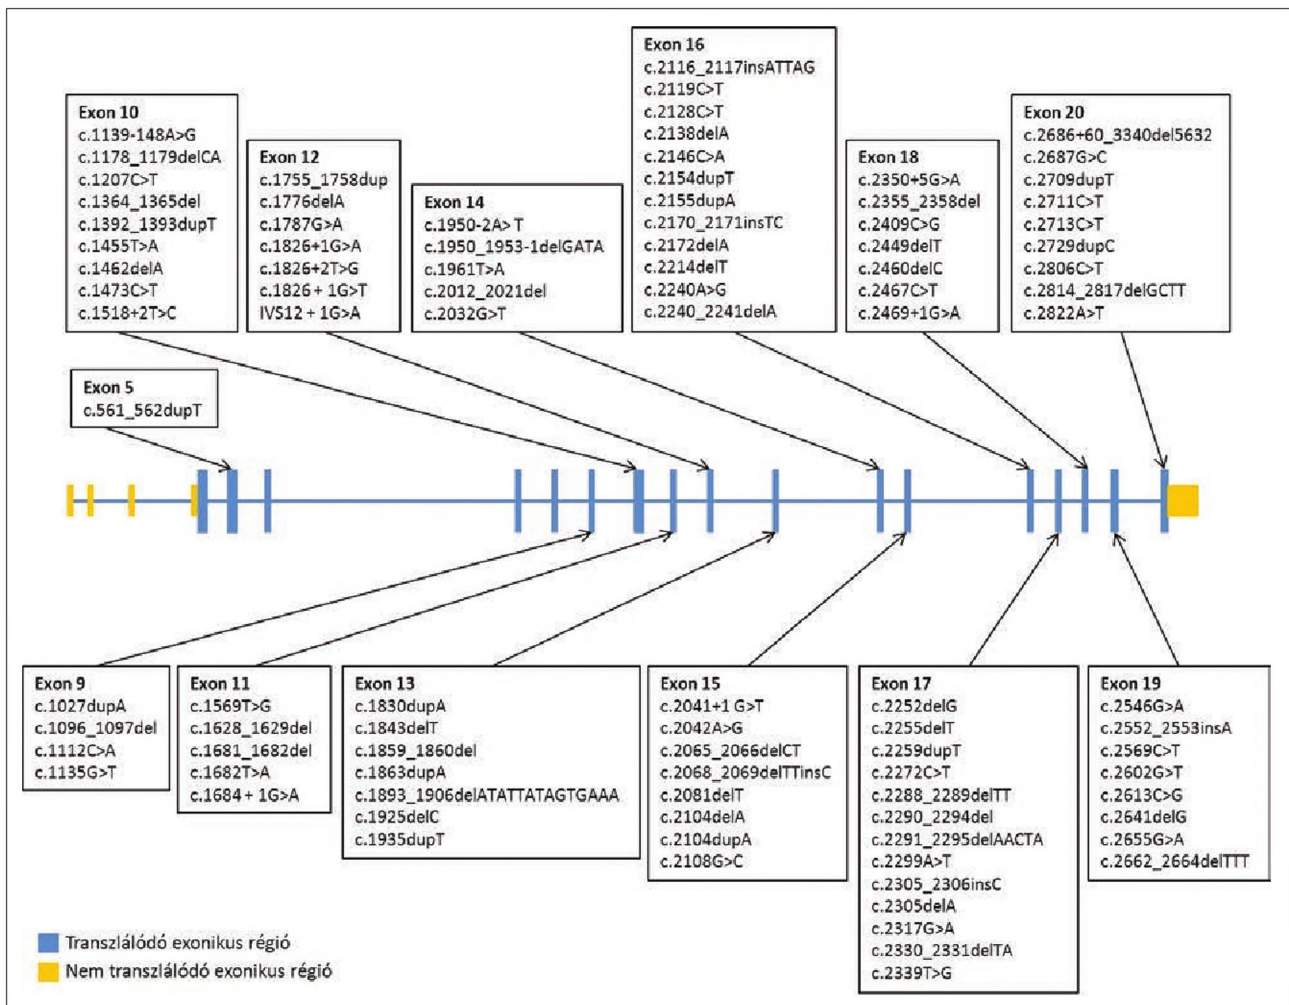 Exon 10
c.1139-148A>G
c.1178_1179delCA
c.1207C>T
c.1364_1365del
c.1392_1393dupT
c.1455T>A
c.1462delA
c.1473C>T
c.1518+2T>C
Exon 12
c.1755_1758dup
c.1776delA
c.1787G>A
c.1826+1G>A
c.1826+2T>G
c.1826 + 1G>T
IVS12 + 1G>A
Exon 14
c.1950-2A> T
c.1950_1953-1delGATA
c.1961T>A
c.2012_2021del
c.2032G>T
Exon 16
c.2116_2117insATTAG
c.2119C>T
c.2128C>T
c.2138delA
c.2146C>A
c.2154dupT
c.2155dupA
c.2170_2171insTC
c.2172delA
c.2214delT
c.2240A>G
c.2240_2241delA
Exon 18
c.2350+5G>A
c.2355_2358del
c.2409C>G
c.2449delT
c.2460delC
c.2467C>T
c.2469+1G>A
Exon 20
c.2686+60_3340del5632
c.2687G>C
c.2709dupT
c.2711C>T
c.2713C>T
c.2729dupC
c.2806C>T
c.2814_2817delGCTT
c.2822A>T
Exon 5
c.561_562dupT
Exon 9
c.1027dupA
c.1096_1097del
c.1112C>A
c.1135G>T
Exon 11
c.1569T>G
c.1628_1629del
c.1681_1682del
c.1682T>A
c.1684 + 1G>A
Exon 13
c.1830dupA
c.1843delT
c.1859_1860del
c.1863dupA
c.1893_1906delATATTATAGTGAAA
c.1925delC
c.1935dupT
Exon 15
c.2041+1 G>T
c.2042A>G
c.2065_2066delCT
c.2068_2069delTTinsC
c.2081delT
c.2104delA
c.2104dupA
c.2108G>C
Exon 17
c.2252delG
c.2255delT
c.2259dupT
c.2272C>T
c.2288_2289delTT
c.2290_2294del
c.2291_2295delAACTA
c.2299A>T
c.2305_2306insC
c.2305delA
c.2317G>A
c.2330_2331delTA
c.2339T>G
Exon 19
c.2546G>A
c.2552_2553insA
c.2569C>T
c.2602G>T
c.2613C>G
c.2641delG
c.2655G>A
c.2662_2664delTTT
Transzlálódó exonikus régió
Nem transzlálódó exonikus régió